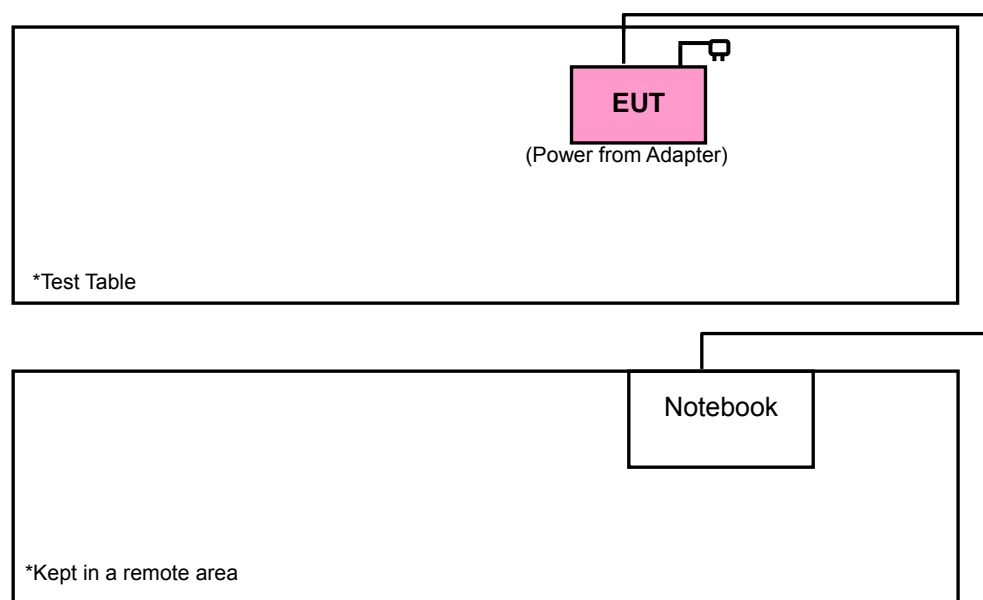 EUT
(Power from Adapter)
*Test Table
Notebook
*Kept in a remote area